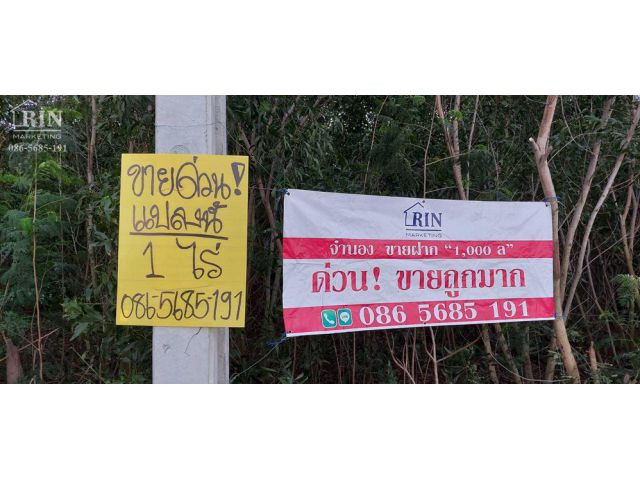 RIN
MARKETING
086-5685-191
ขายด่วน!
แปลงนี้
1 ไร่
086-5685-191
RIN
MARKETING
จำนอง ขายฝาก "1,000 ล"
ด่วน! ขายถูกมาก
086 5685 191